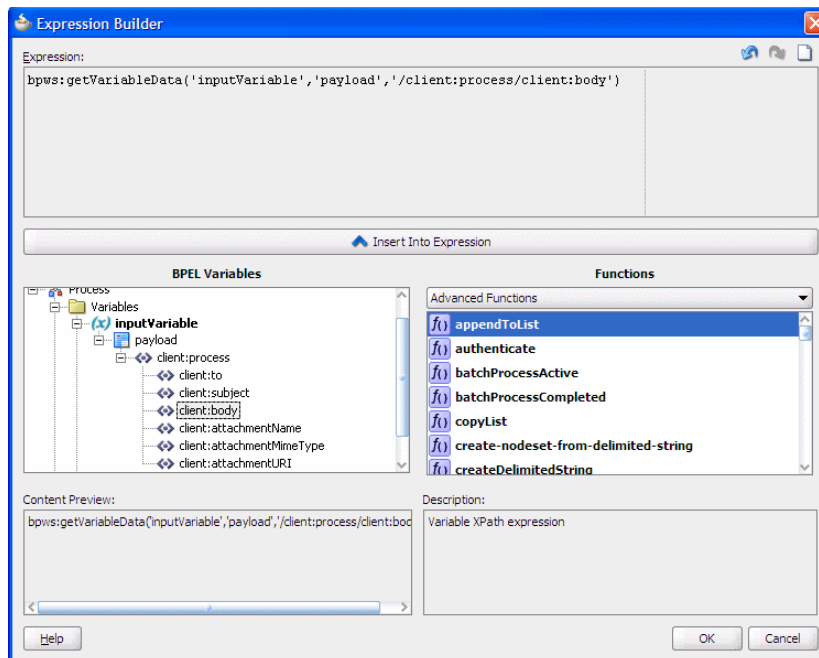 Expression Builder
Expression:
bpws:getVariableData('inputVariable','payload','/client:process/client:body')
Insert Into Expression
BPEL Variables
Process
Variables
(x) inputVariable
payload
client:process
client:to
client:subject
client:body
client:attachmentName
client:attachmentMimeType
client:attachmentURI
Functions
Advanced Functions
f() appendToList
f() authenticate
f() batchProcessActive
f() batchProcessCompleted
f() copyList
f() create-nodeset-from-delimited-string
f() createDelimitedString
Content Preview:
bpws:getVariableData('inputVariable','payload','/client:process/client:bod
Description:
Variable XPath expression
Help
OK
Cancel